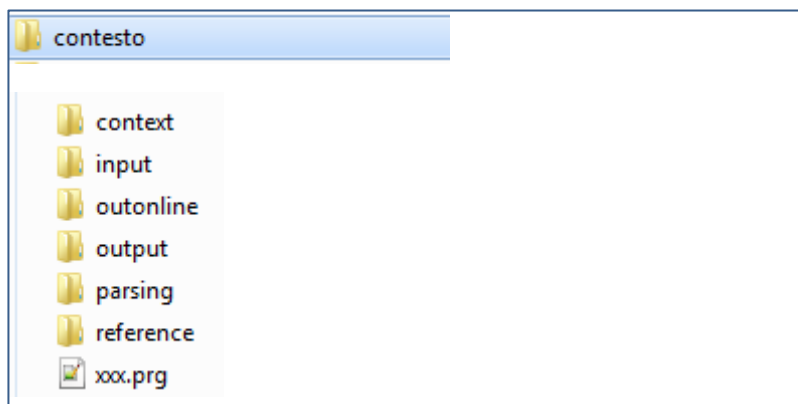 contesto
context
input
outonline
output
parsing
reference
xxx.prg